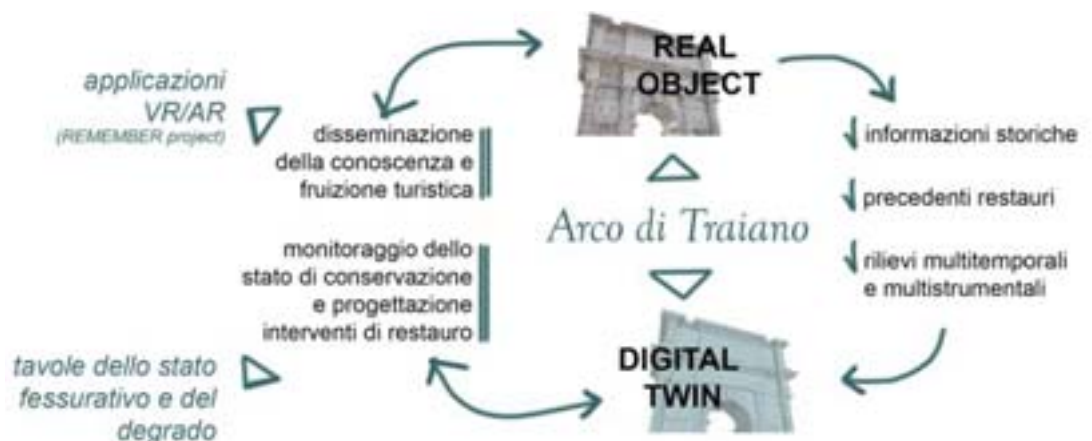 applicazioni
VR/AR
(REMEMBER project)
disseminazione
della conoscenza e
fruizione turistica
monitoraggio dello
stato di conservazione
e progettazione
interventi di restauro
tavole dello stato
fessurativo e del
degrado
REAL
OBJECT
Arco di Traiano
DIGITAL
TWIN
informazioni storiche
precedenti restauri
rilievi multitemporali
e multistrumentali